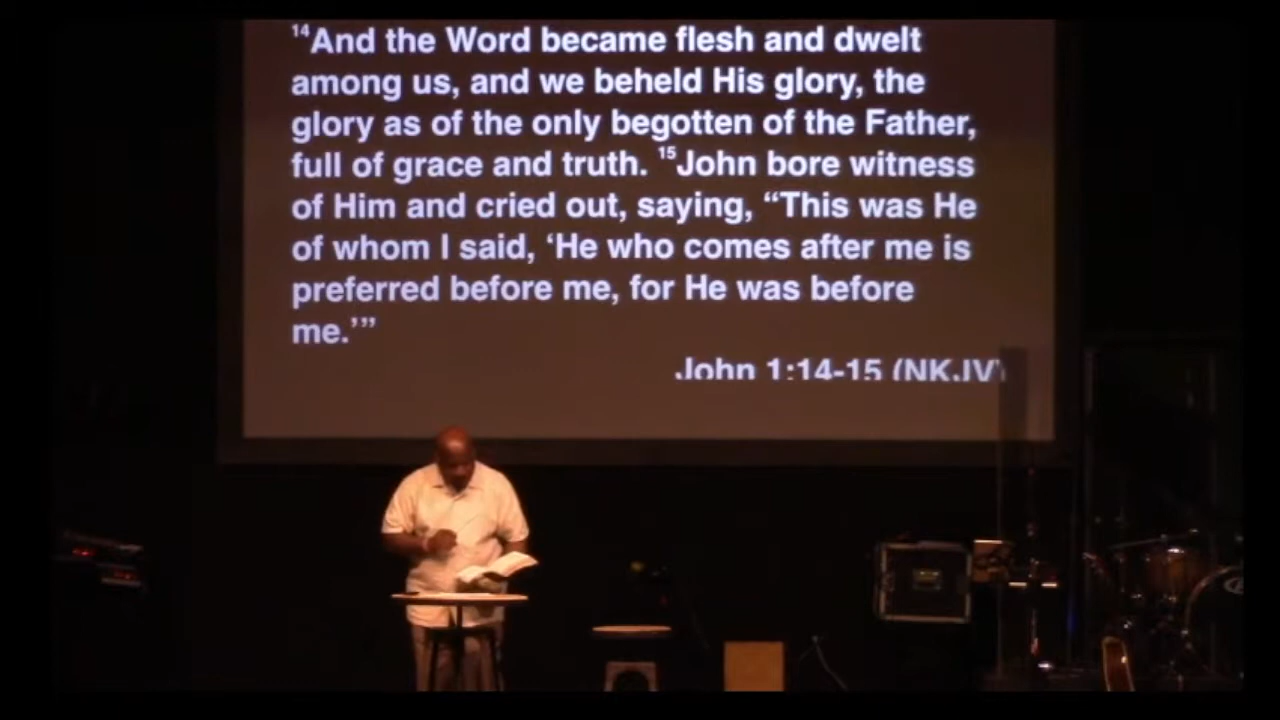 ¹⁴And the Word became flesh and dwelt
among us, and we beheld His glory, the
glory as of the only begotten of the Father,
full of grace and truth. ¹⁵John bore witness
of Him and cried out, saying, “This was He
of whom I said, ‘He who comes after me is
preferred before me, for He was before
me.’”
John 1:14-15 (NKJV)